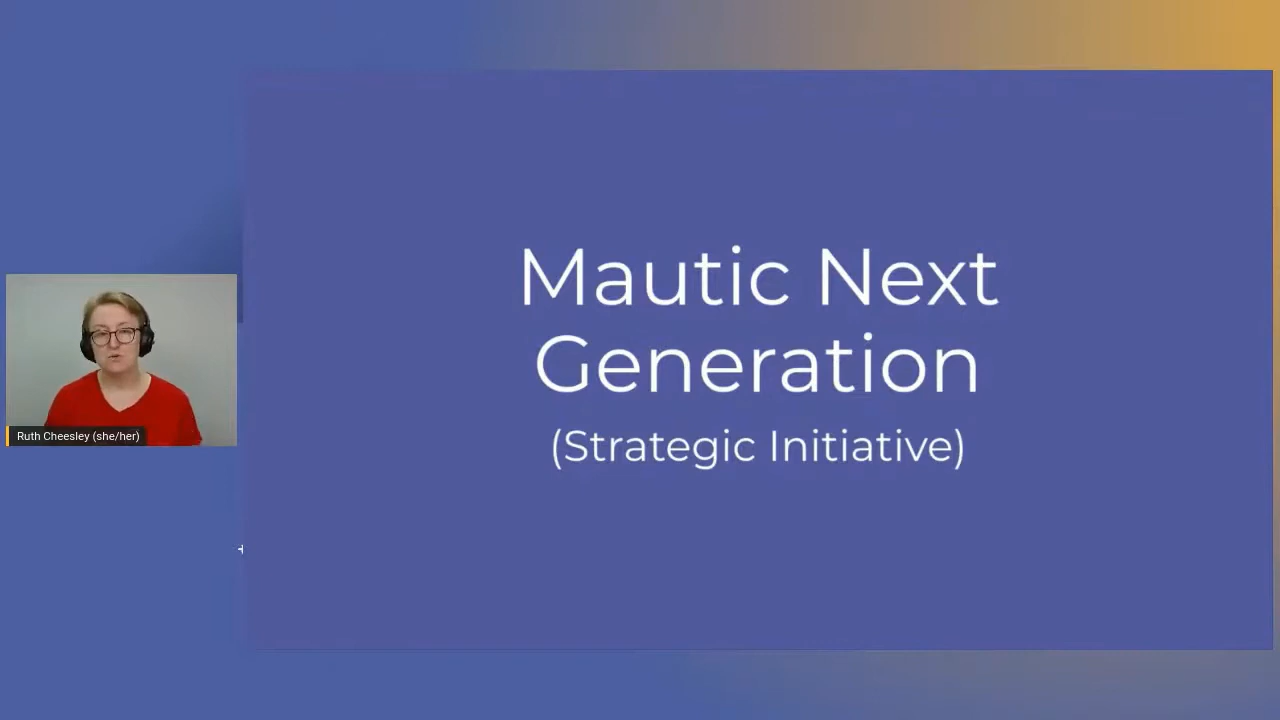 Mautic Next
Generation
(Strategic Initiative)
Ruth Cheesley (she/her)